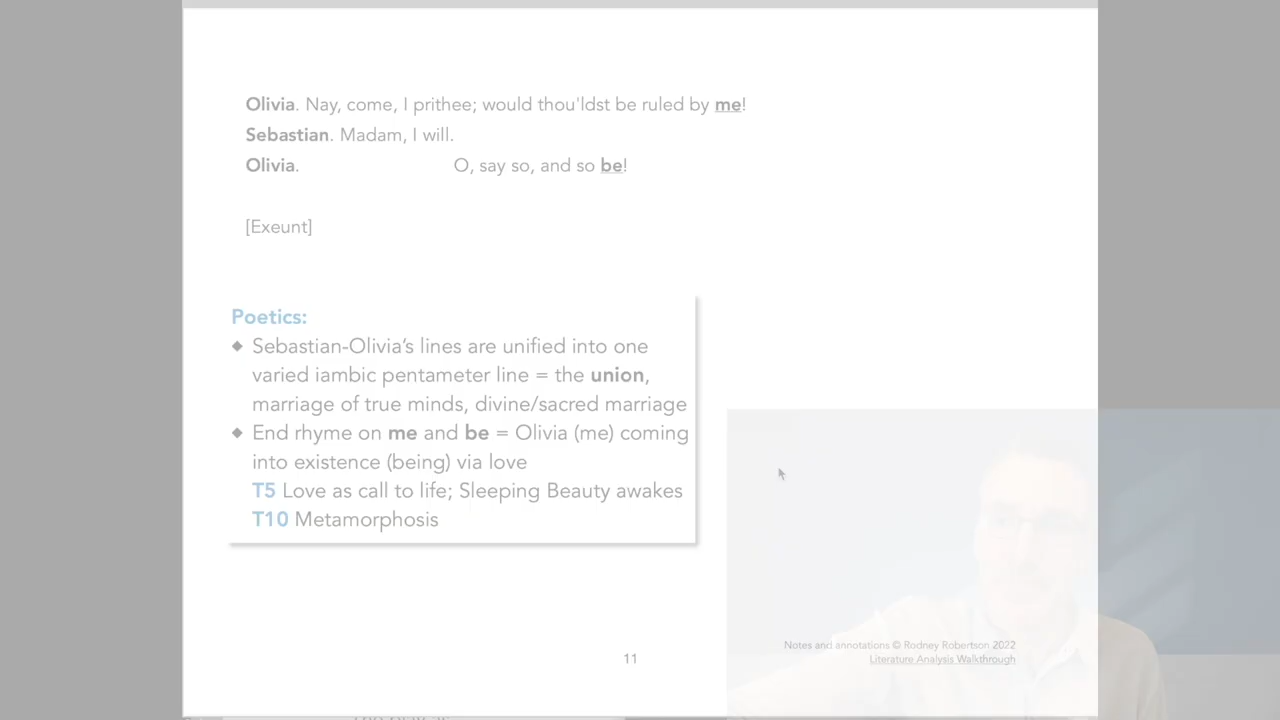 Olivia. Nay, come, I prithee; would thou'ldst be ruled by me!
Sebastian. Madam, I will.
Olivia. O, say so, and so be!
[Exeunt]
Poetics:
◆ Sebastian-Olivia’s lines are unified into one
varied iambic pentameter line = the union,
marriage of true minds, divine/sacred marriage
◆ End rhyme on me and be = Olivia (me) coming
into existence (being) via love
T5 Love as call to life; Sleeping Beauty awakes
T10 Metamorphosis
Notes and annotations © Rodney Robertson 2022
11
Literature Analysis Walkthrough